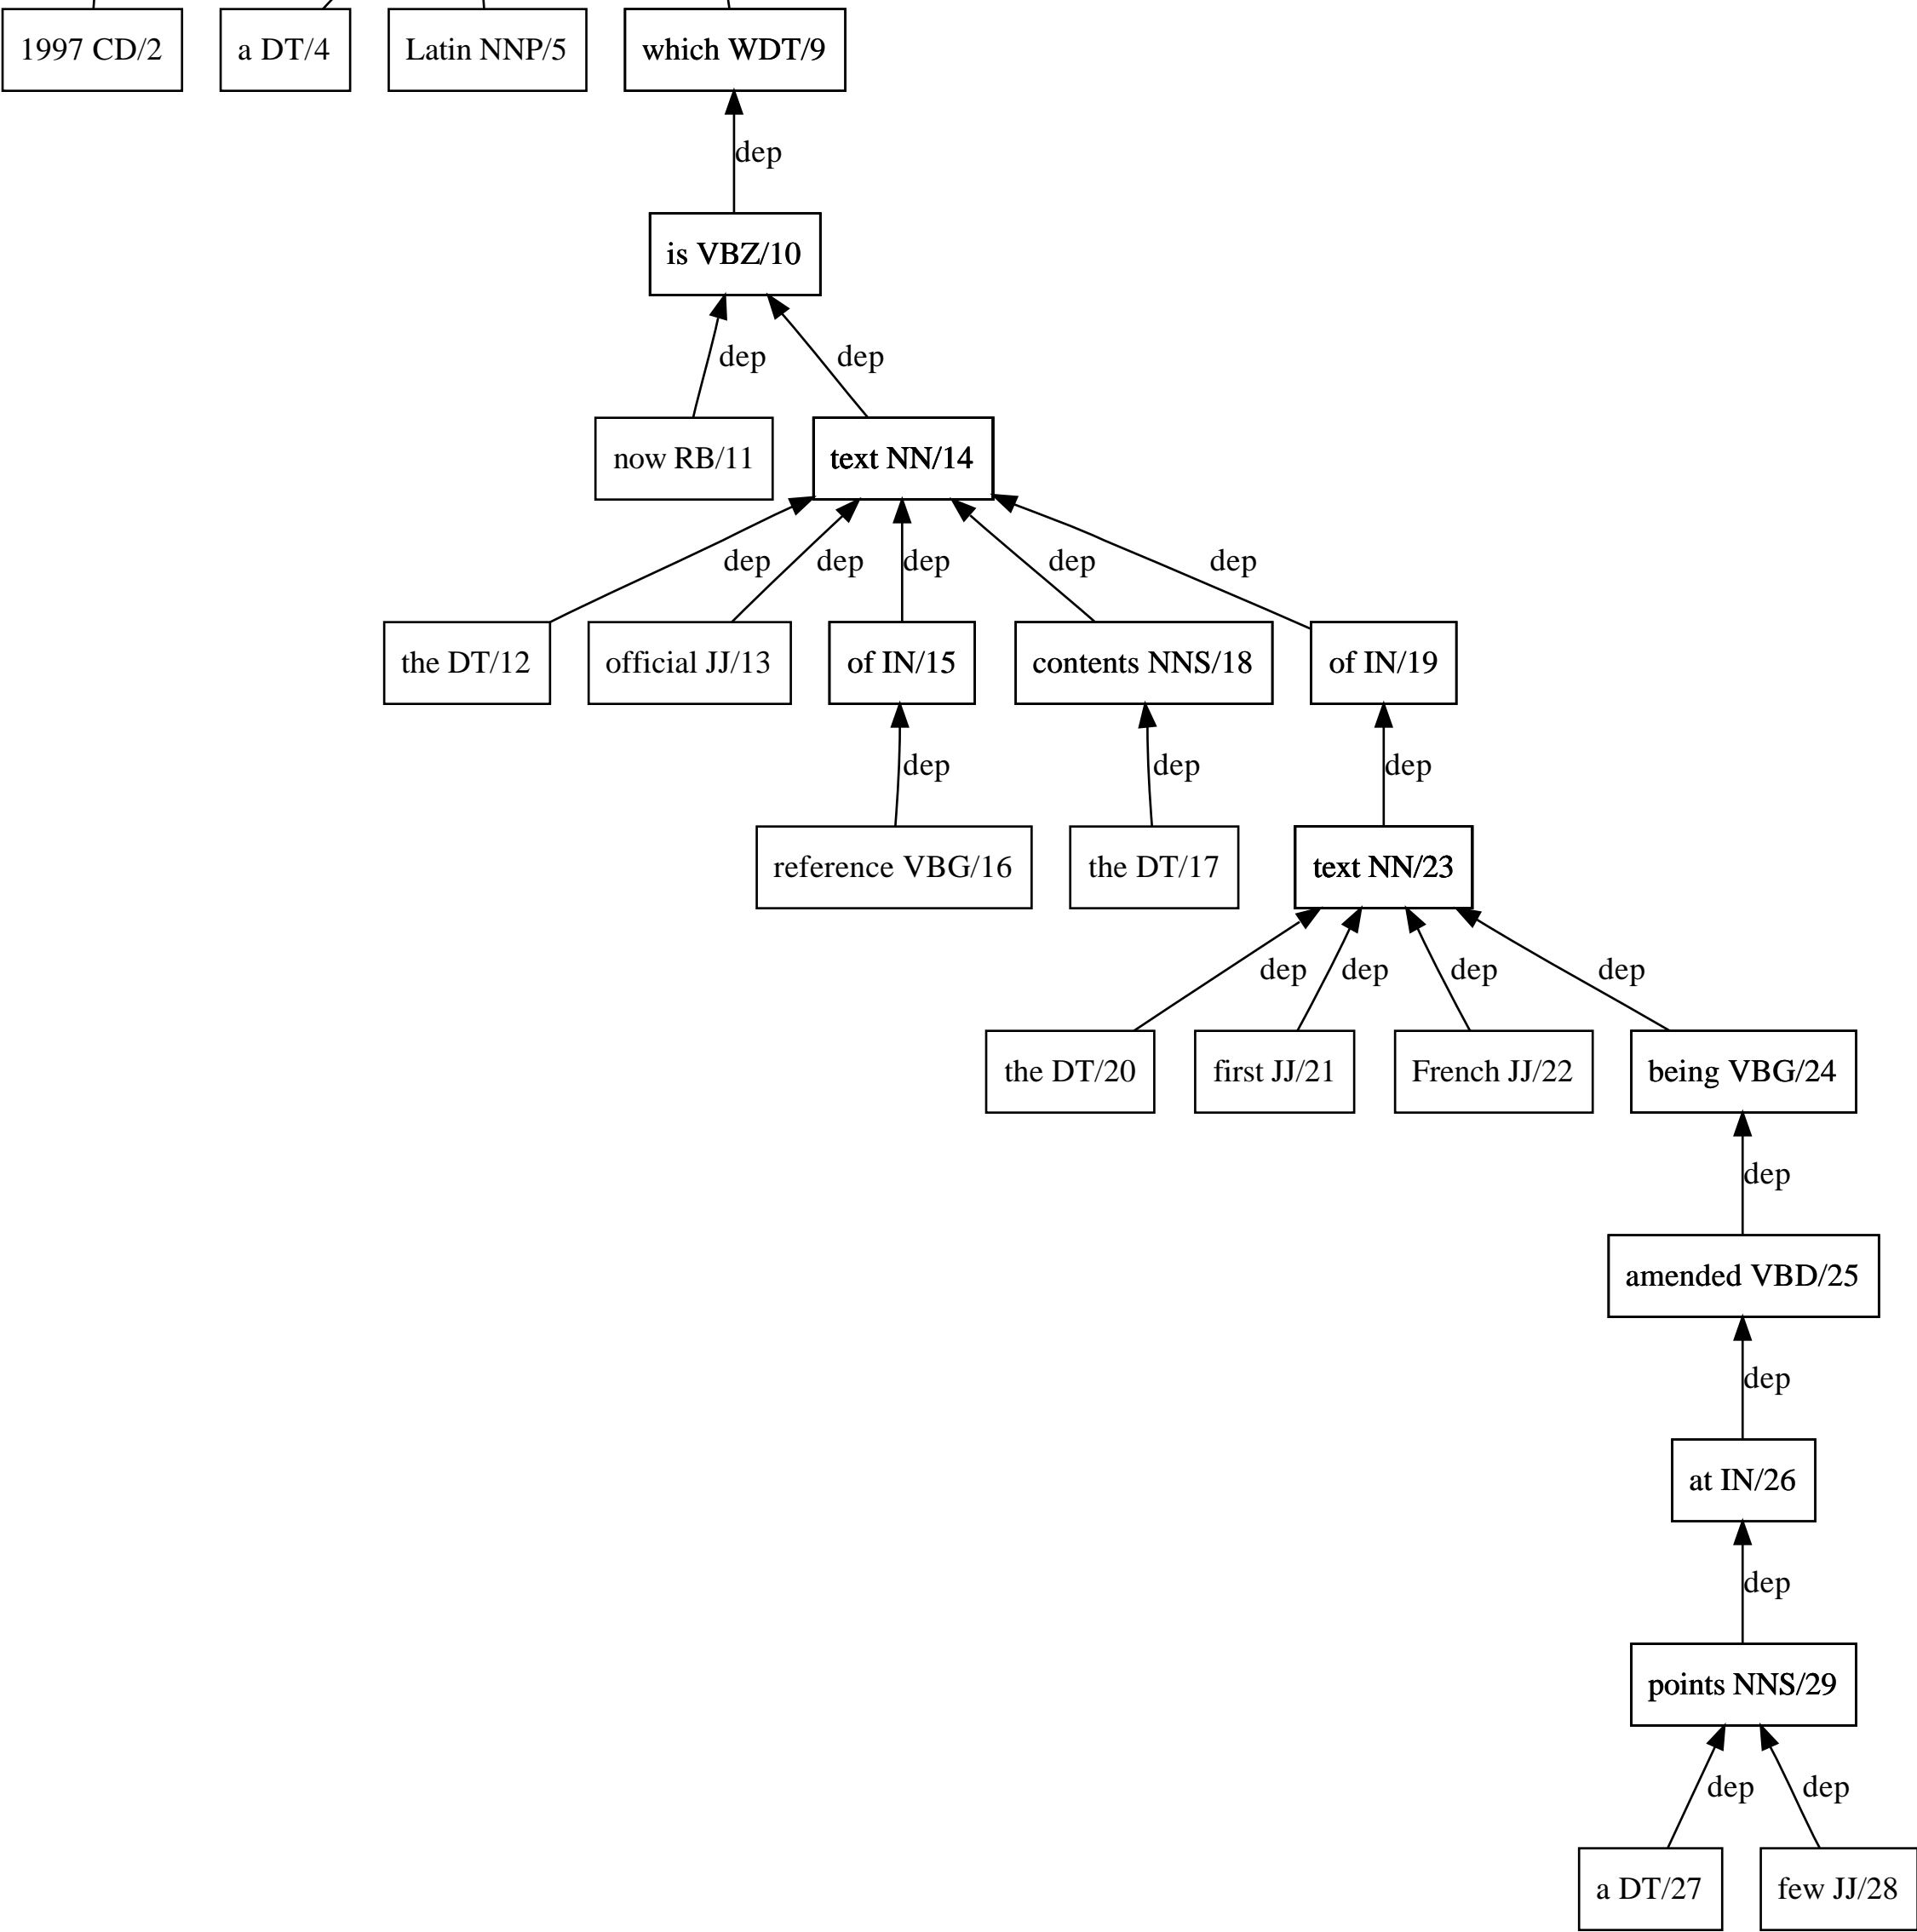 1997 CD/2 a DT/4 Latin NNP/5 which WDT/9
dep
is VBZ/10
dep dep
now RB/11 text NN/14
dep dep dep dep dep
the DT/12 official JJ/13 of IN/15 contents NNS/18 of IN/19
dep dep dep
reference VBG/16 the DT/17 text NN/23
dep dep dep dep
the DT/20 first JJ/21 French JJ/22 being VBG/24
dep
amended VBD/25
dep
at IN/26
dep
points NNS/29
dep dep
a DT/27 few JJ/28